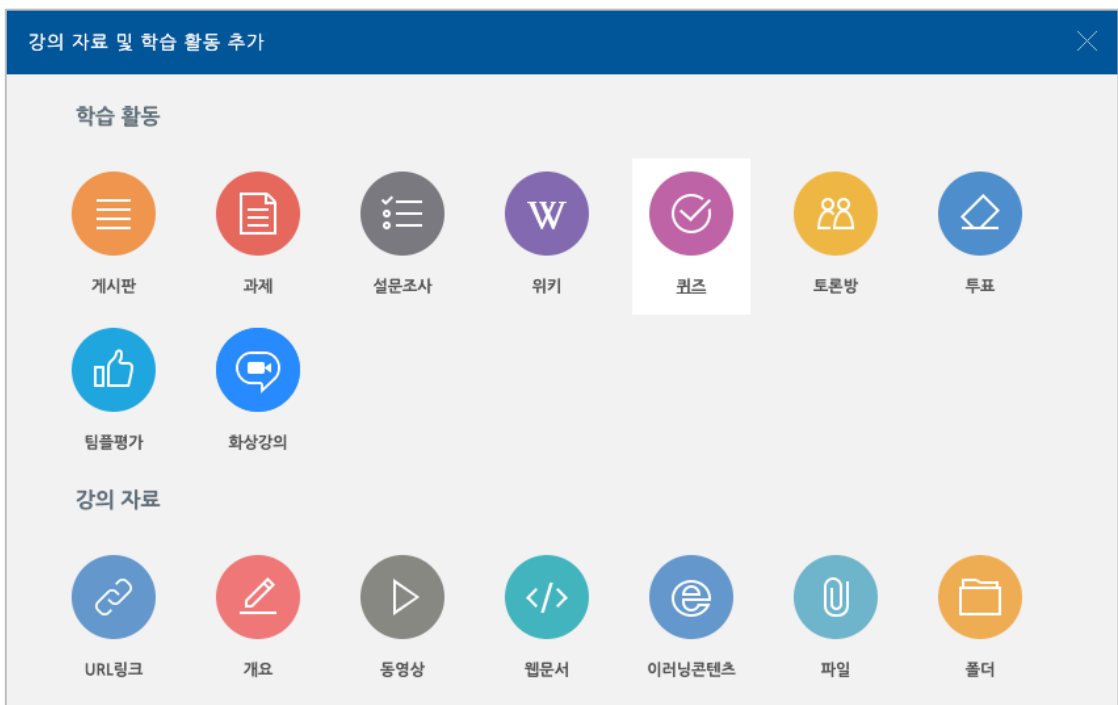 강의 자료 및 학습 활동 추가
학습 활동
게시판 과제 설문조사 위키 퀴즈 토론방 투표
팀플평가 화상강의
강의 자료
URL링크 개요 동영상 웹문서 이러닝콘텐츠 파일 폴더